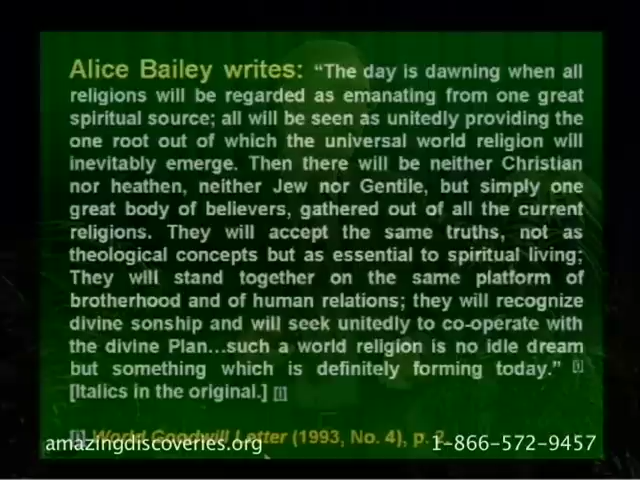 Alice Bailey writes: “The day is dawning when all
religions will be regarded as emanating from one great
spiritual source; all will be seen as unitedly providing the
one root out of which the universal world religion will
inevitably emerge. Then there will be neither Christian
nor heathen, neither Jew nor Gentile, but simply one
great body of believers, gathered out of all the current
religions. They will accept the same truths, not as
theological concepts but as essential to spiritual living;
They will stand together on the same platform of
brotherhood and of human relations; they will recognize
divine sonship and will seek unitedly to co-operate with
the divine Plan...such a world religion is no idle dream
but something which is definitely forming today.” [i]
[Italics in the original.] [i]
[i] World Goodwill Letter (1993, No. 4), p. 2.
amazingdiscoveries.org 1-866-572-9457